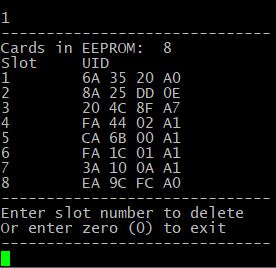 1
------------------------------
Cards in EEPROM:  8
Slot    UID
1       6A 35 20 A0
2       8A 25 DD 0E
3       20 4C 8F A7
4       FA 44 02 A1
5       CA 6B 00 A1
6       FA 1C 01 A1
7       3A 10 0A A1
8       EA 9C FC A0
------------------------------
Enter slot number to delete
Or enter zero (0) to exit
------------------------------